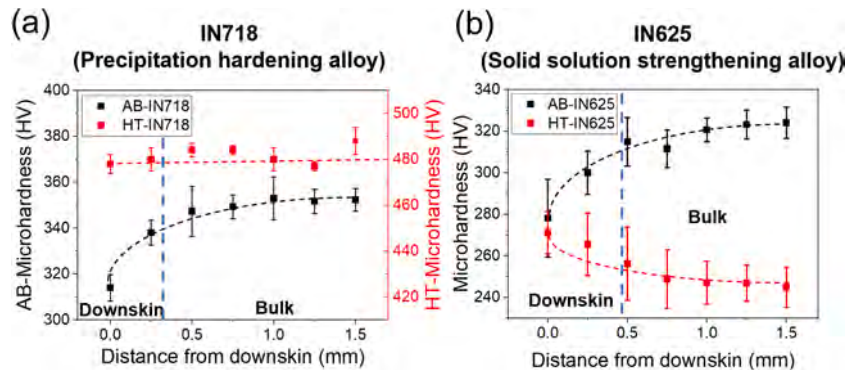 (a)
IN718
(Precipitation hardening alloy)
AB-IN718
HT-IN718
400
380
360
340
320
300
AB-Microhardness (HV)
500
480
460
440
420
HT-Microhardness (HV)
Downskin
Bulk
0.0 0.5 1.0 1.5
Distance from downskin (mm)
(b)
IN625
(Solid solution strengthening alloy)
AB-IN625
HT-IN625
320
300
280
260
240
Microhardness (HV)
Bulk
Downskin
0.0 0.5 1.0 1.5
Distance from downskin (mm)